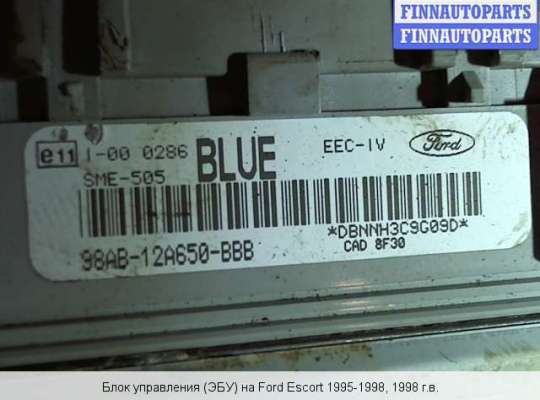 FINNAUTOPARTS
FINNAUTOPARTS
e11 I-00 0286 BLUE EEC-IV Ford
SME-505
*DBNNH3C9G09D*
98AB-12A650-BBB CAD 8F30
Блок управления (ЭБУ) на Ford Escort 1995-1998, 1998 г.в.